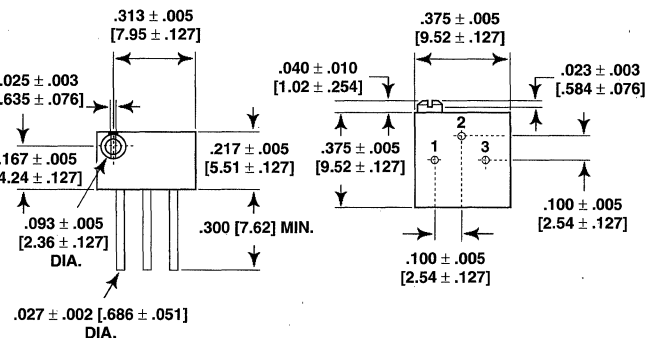 .313 ± .005
[7.95 ± .127]
.025 ± .003
.635 ± .076]
.167 ± .005
4.24 ± .127]
.093 ± .005
[2.36 ± .127]
DIA.
.217 ± .005
[5.51 ± .127]
.300 [7.62] MIN.
.027 ± .002 [.686 ± .051]
DIA.
.375 ± .005
[9.52 ± .127]
.040 ± .010
[1.02 ± .254]
.023 ± .003
[.584 ± .076]
.375 ± .005
[9.52 ± .127]
1
2
3
.100 ± .005
[2.54 ± .127]
.100 ± .005
[2.54 ± .127]